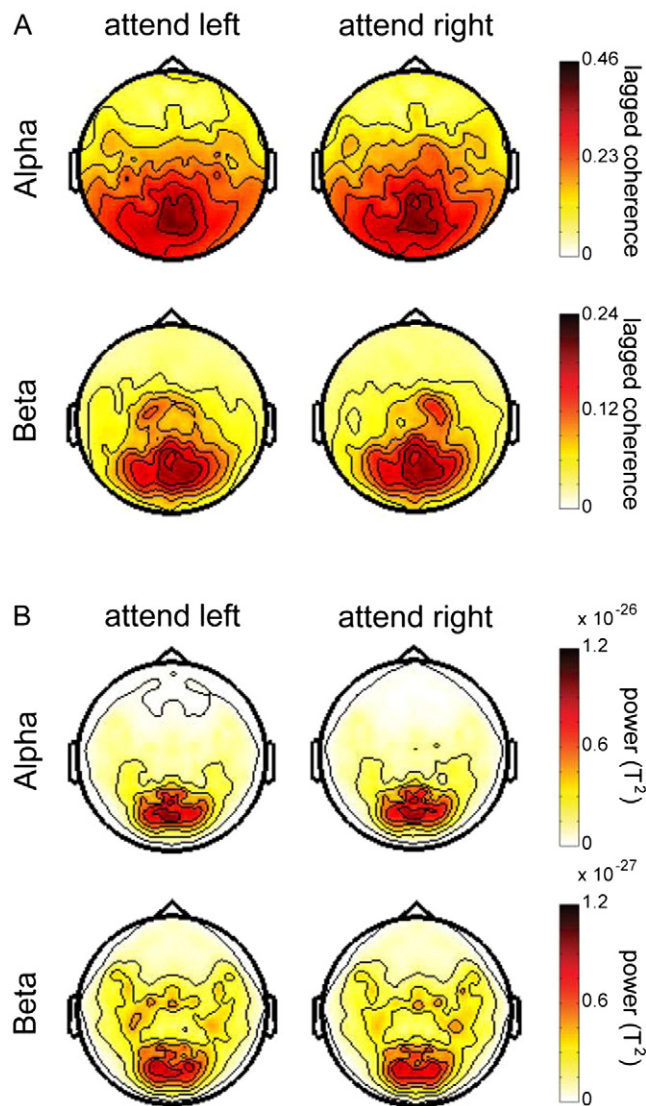 A
attend left
attend right
Alpha
0.46
0.23
0
lagged coherence
Beta
0.24
0.12
0
lagged coherence
B
attend left
attend right
x 10-26
Alpha
1.2
0.6
0
power (T2)
x 10-27
Beta
1.2
0.6
0
power (T2)